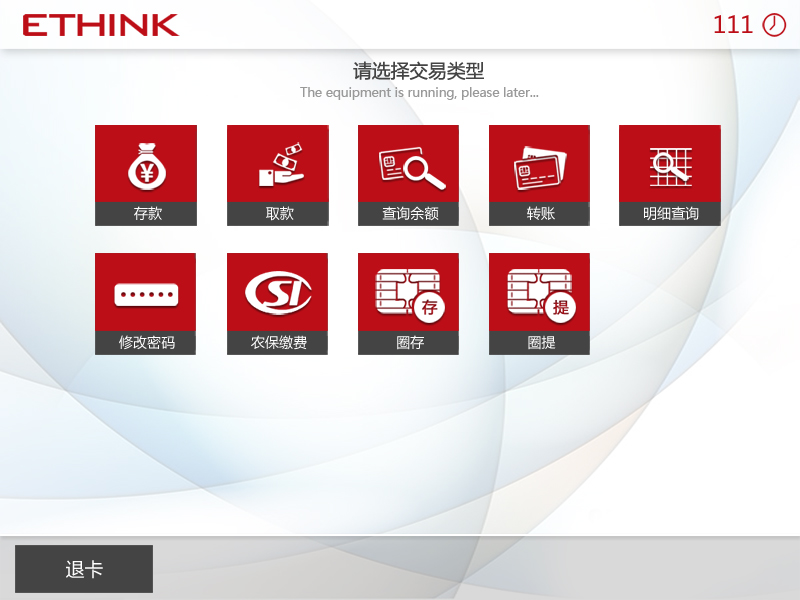 ETHINK
111
请选择交易类型
The equipment is running, please later...
存款
取款
查询余额
转账
明细查询
修改密码
农保缴费
存
圈存
提
圈提
退卡